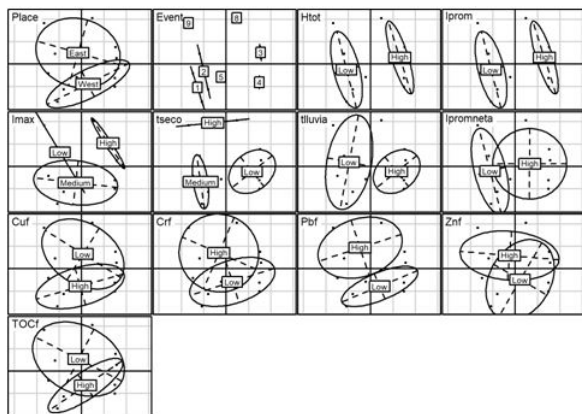 Place
East
West
Event
9
8
3
2
5
4
1
Htot
High
Low
Iprom
High
Low
Imax
High
Low
Medium
tseco
High
Low
Medium
tlluvia
Low
High
Ipromneta
High
Low
Cuf
Low
High
Crf
High
Low
Pbf
High
Low
Znf
High
Low
TOCf
Low
High